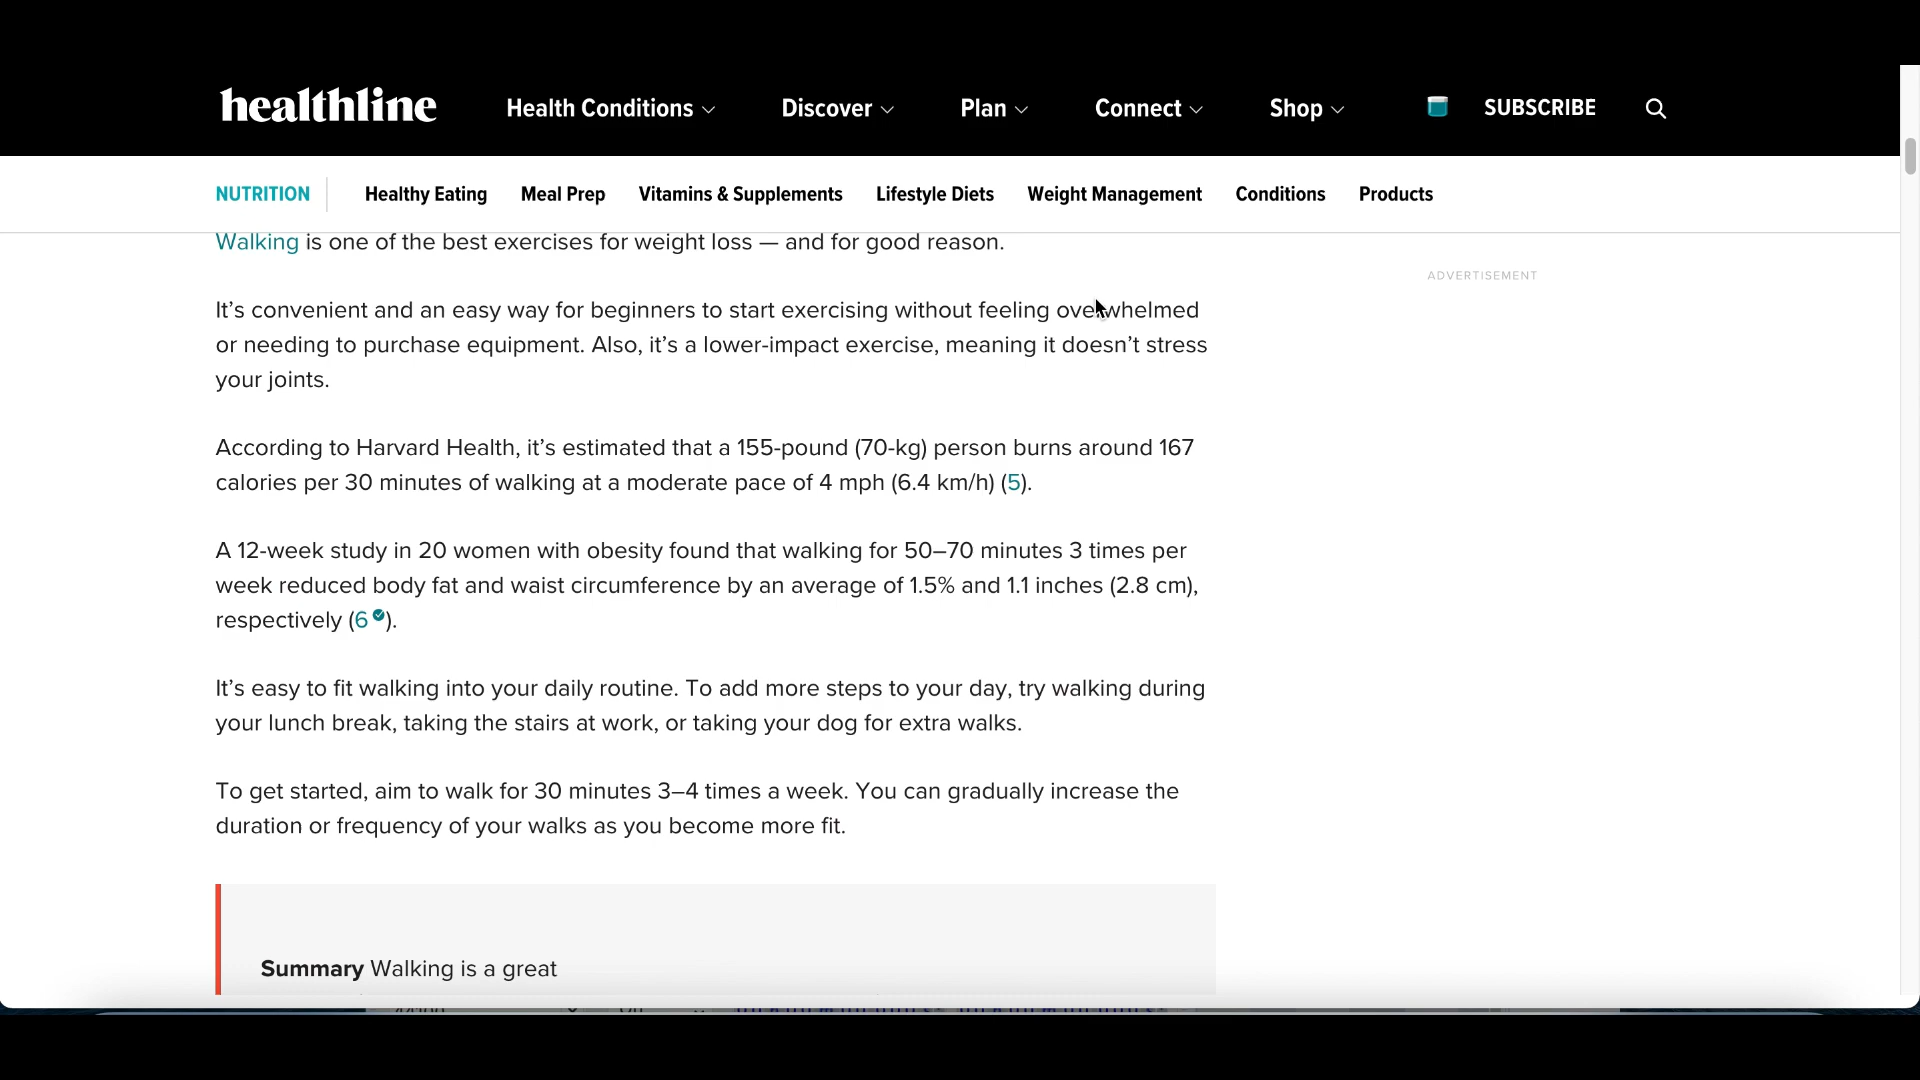 healthline
Health Conditions
Discover
Plan
Connect
Shop
SUBSCRIBE
NUTRITION
Healthy Eating
Meal Prep
Vitamins & Supplements
Lifestyle Diets
Weight Management
Conditions
Products
Walking is one of the best exercises for weight loss — and for good reason.
ADVERTISEMENT
It’s convenient and an easy way for beginners to start exercising without feeling overwhelmed
or needing to purchase equipment. Also, it’s a lower-impact exercise, meaning it doesn’t stress
your joints.
According to Harvard Health, it’s estimated that a 155-pound (70-kg) person burns around 167
calories per 30 minutes of walking at a moderate pace of 4 mph (6.4 km/h) (5).
A 12-week study in 20 women with obesity found that walking for 50–70 minutes 3 times per
week reduced body fat and waist circumference by an average of 1.5% and 1.1 inches (2.8 cm),
respectively (6).
It’s easy to fit walking into your daily routine. To add more steps to your day, try walking during
your lunch break, taking the stairs at work, or taking your dog for extra walks.
To get started, aim to walk for 30 minutes 3–4 times a week. You can gradually increase the
duration or frequency of your walks as you become more fit.
Summary Walking is a great